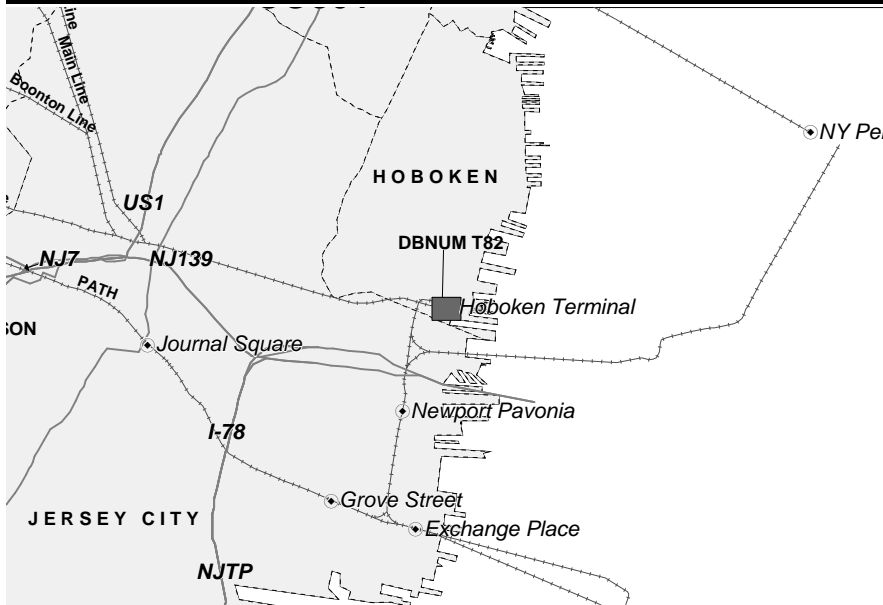 Line
Main Line
Boonton Line
NY Pe
HOBOKEN
US1
DBNUM T82
NJ7
NJ139
PATH
Hoboken Terminal
SON
Journal Square
Newport Pavonia
I-78
Grove Street
JERSEY CITY
Exchange Place
NJTP